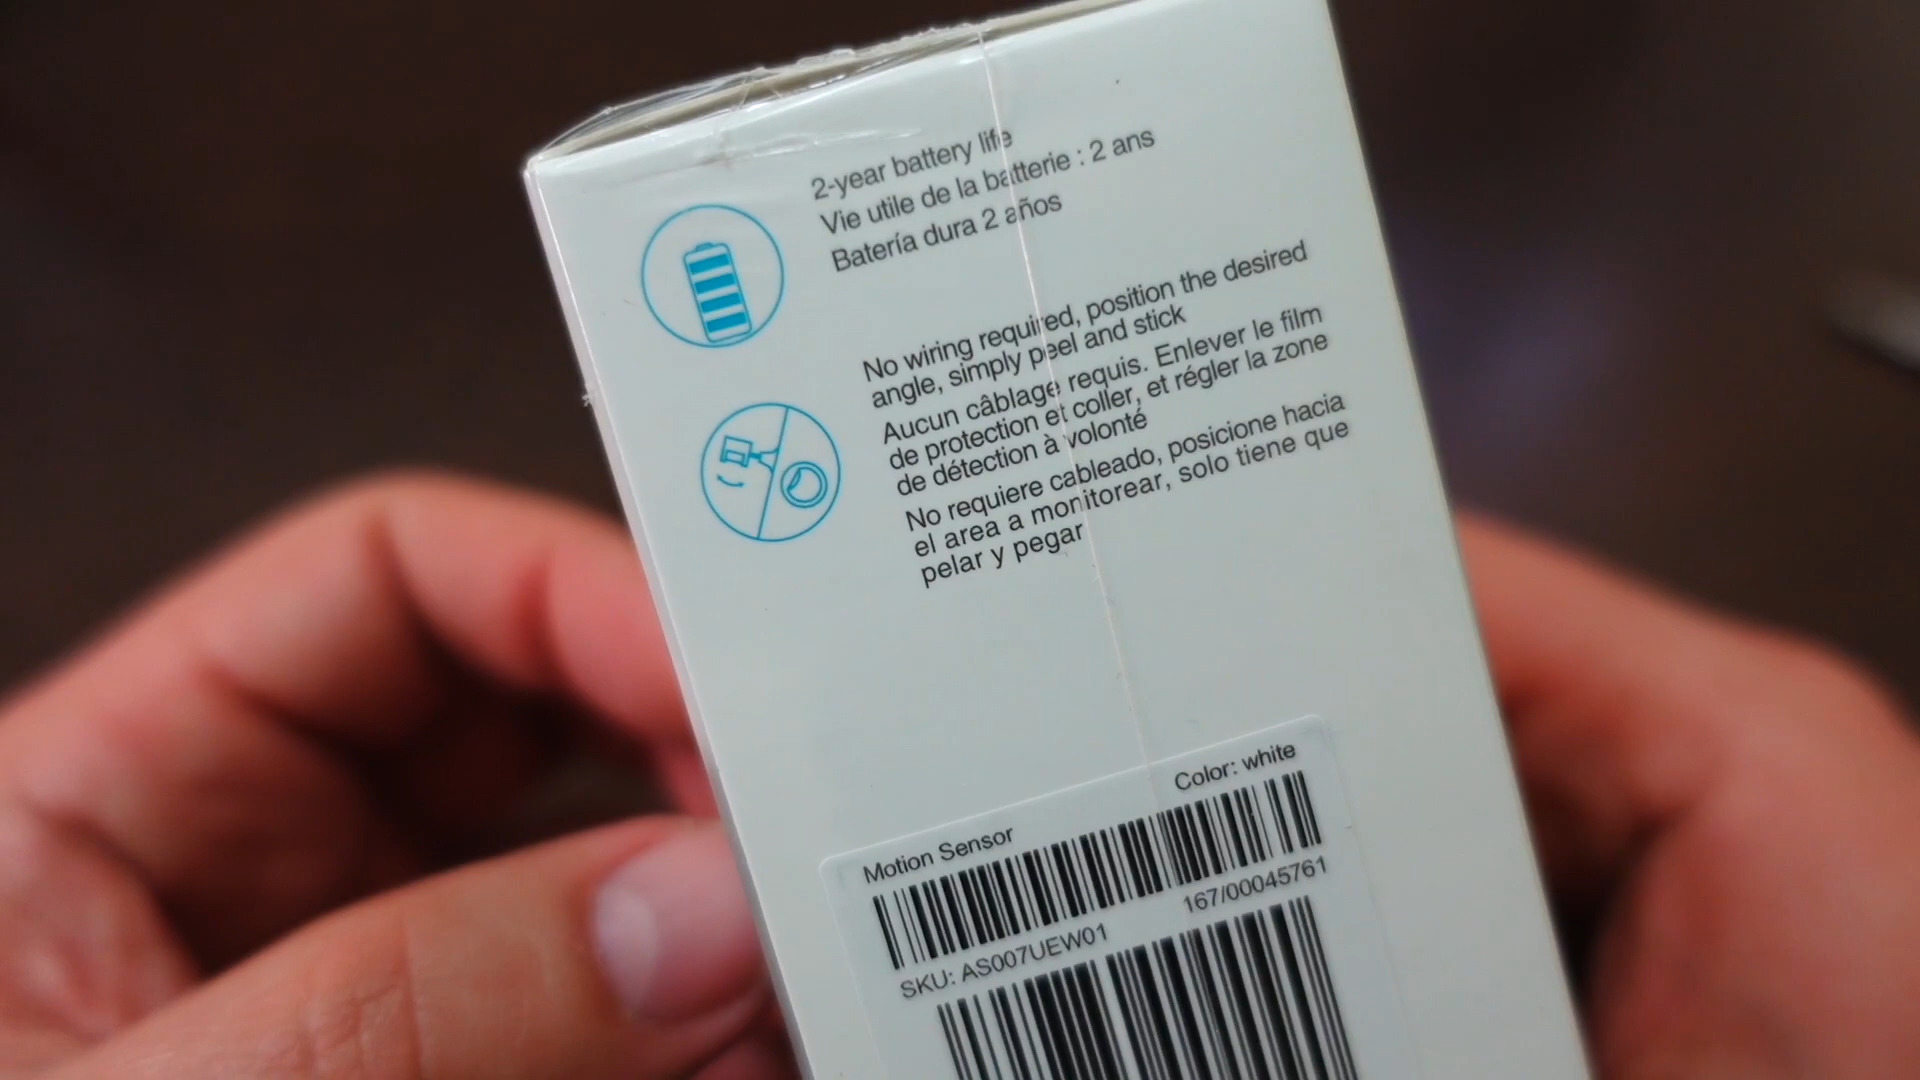 2-year battery life
Vie utile de la batterie : 2 ans
Batería dura 2 años
No wiring required, position the desired
angle, simply peel and stick
Aucun câblage requis. Enlever le film
de protection et coller, et régler la zone
de détection à volonté
No requiere cableado, posicione hacia
el area a monitorear, solo tiene que
pelar y pegar
Color: white
Motion Sensor
167/00045761
SKU: AS007UEW01